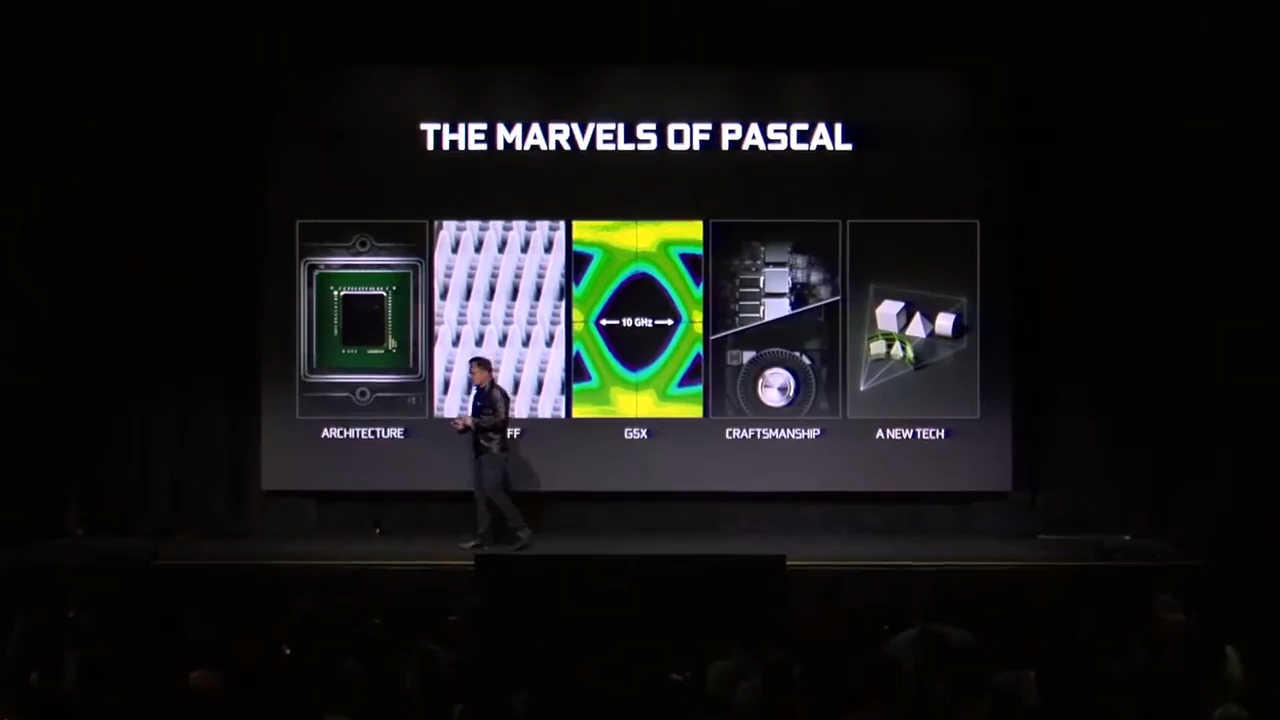 THE MARVELS OF PASCAL
10 GHz
ARCHITECTURE
FF
G5X
CRAFTSMANSHIP
A NEW TECH